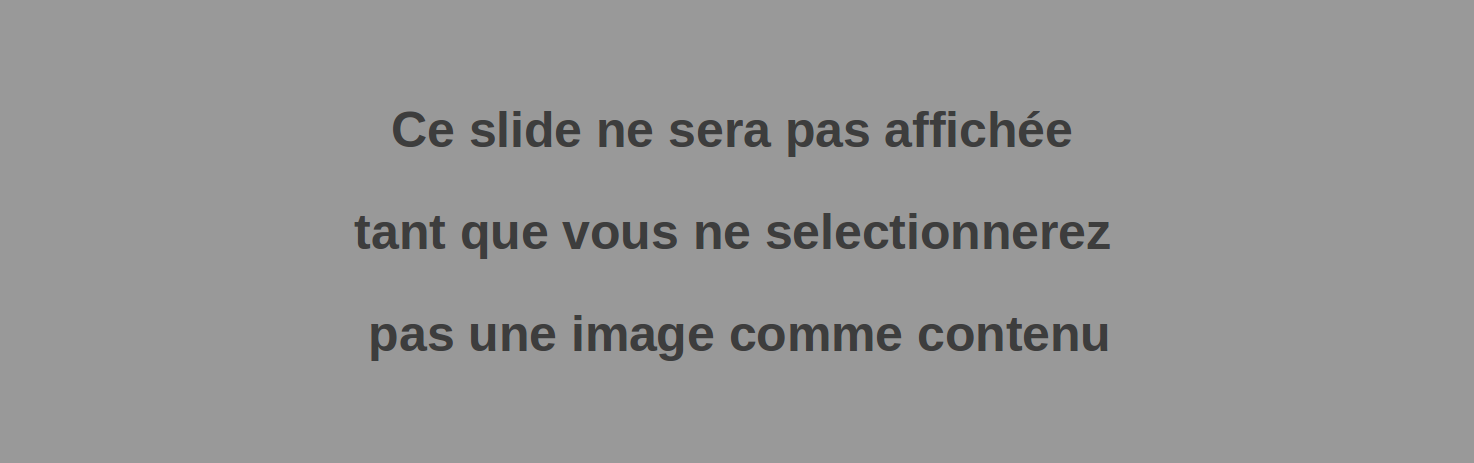 Ce slide ne sera pas affichée
tant que vous ne selectionnerez
pas une image comme contenu